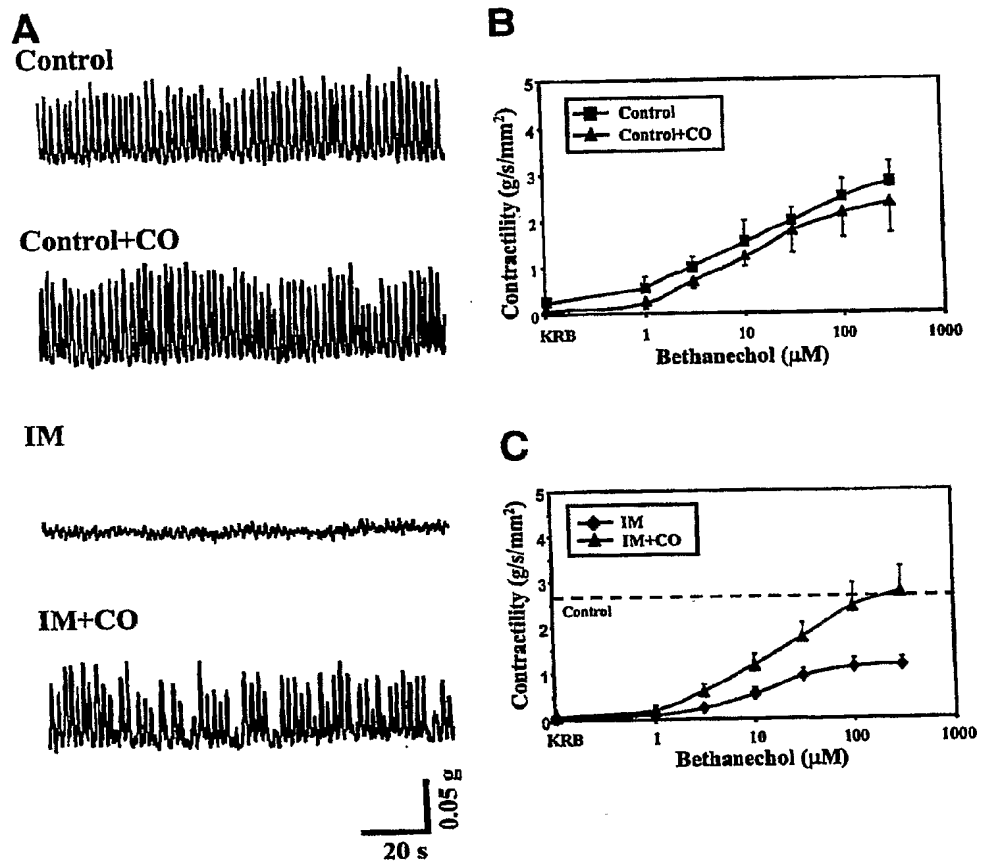 A
Control
Control+CO
IM
IM+CO
0.05 g
20 s
B
5
4
3
2
1
0
Control
Control+CO
Contractility (g/s/mm²)
KRB
1
10
100
1000
Bethanechol (µM)
C
5
4
3
2
1
0
IM
IM+CO
Control
Contractility (g/s/mm²)
KRB
1
10
100
1000
Bethanechol (µM)